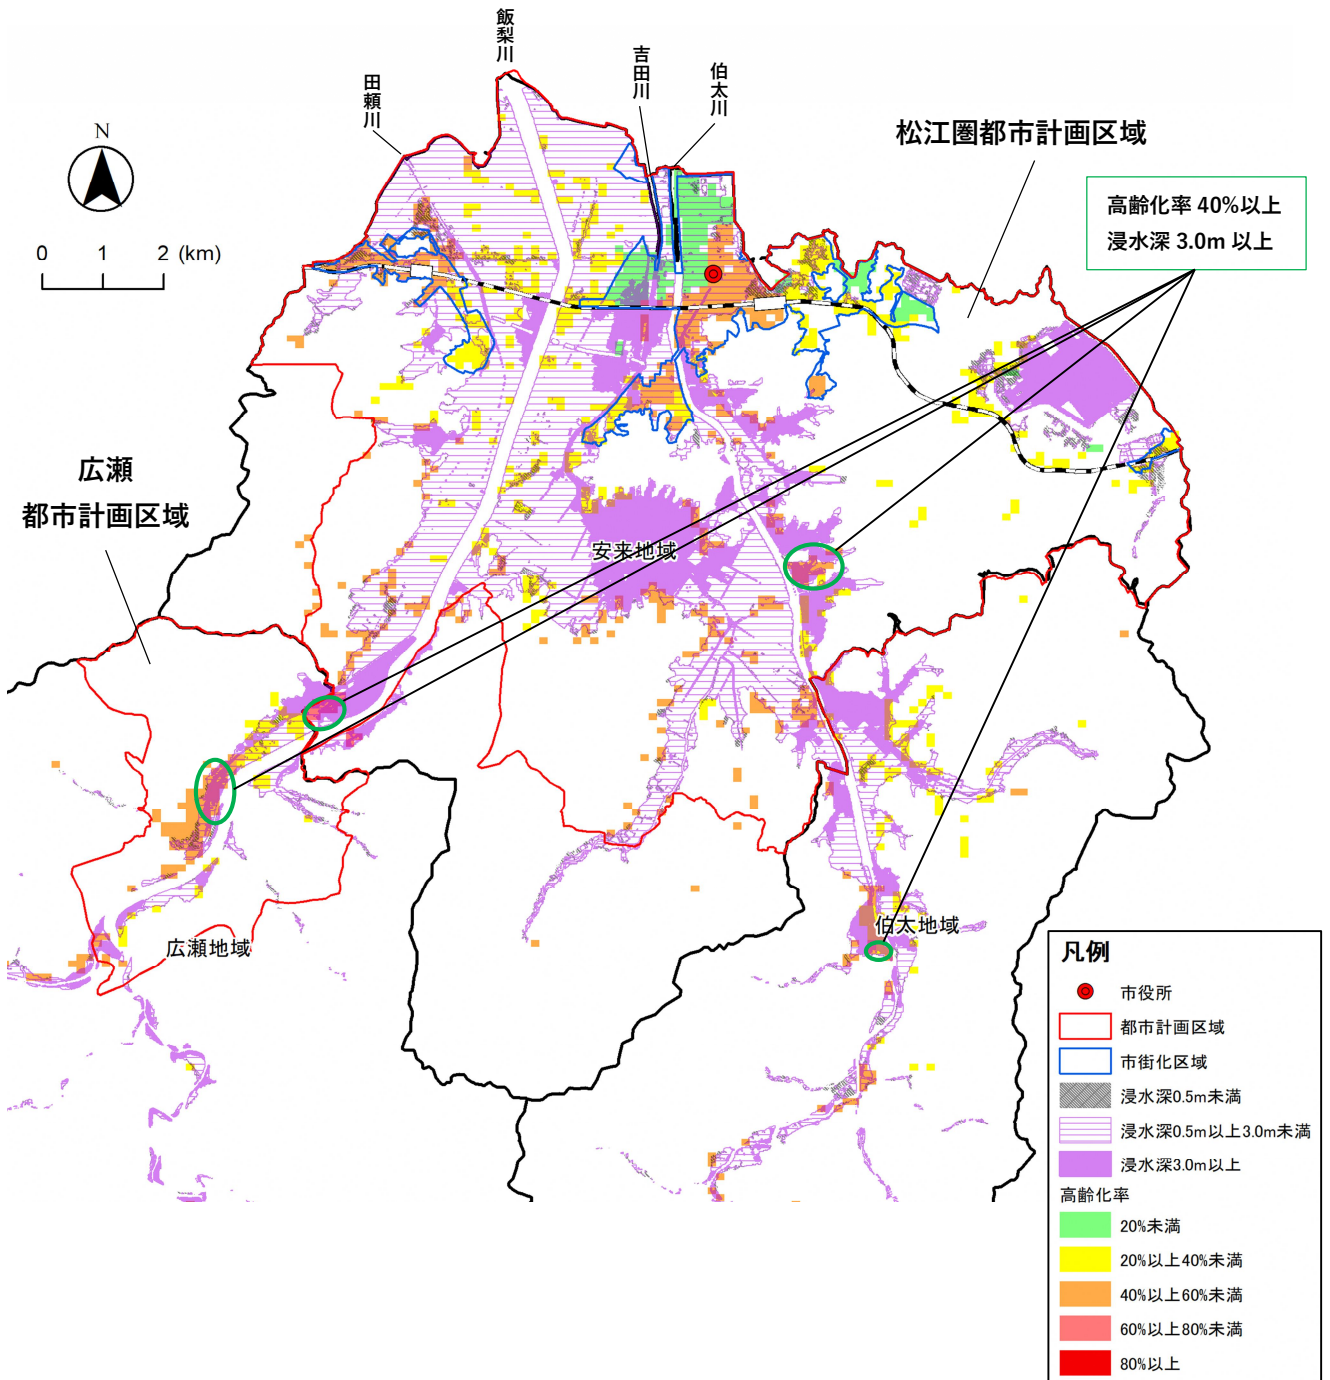 飯梨川
吉田川
伯太川
田頼川
松江圏都市計画区域
N
0 1 2 (km)
高齢化率 40%以上
浸水深 3.0m 以上
広瀬
都市計画区域
安来地域
広瀬地域
伯太地域
凡例
市役所
都市計画区域
市街化区域
浸水深0.5m未満
浸水深0.5m以上3.0m未満
浸水深3.0m以上
高齢化率
20%未満
20%以上40%未満
40%以上60%未満
60%以上80%未満
80%以上